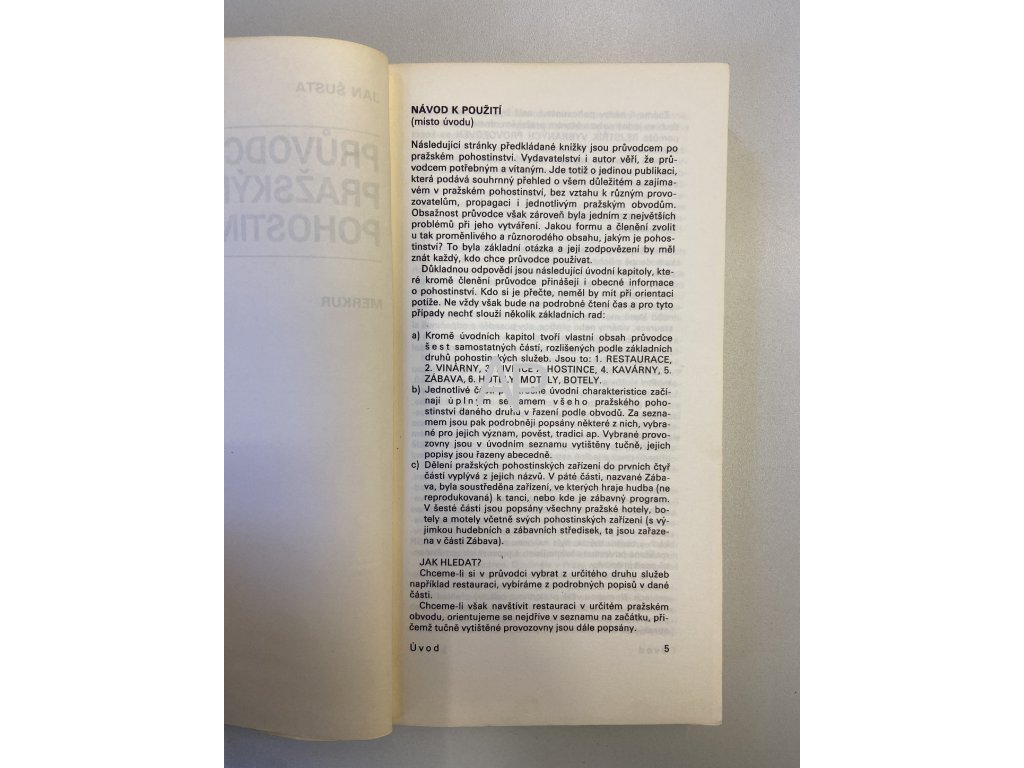 NÁVOD K POUŽITÍ
(místo úvodu)
Následující stránky předkládané knížky jsou průvodcem po
pražském pohostinství. Vydavatelství i autor věří, že prů-
vodcem potřebným a vítaným. Jde totiž o jedinou publikaci,
která podává souhrnný přehled o všem důležitém a zajíma-
vém v pražském pohostinství, bez vztahu k různým provo-
zovatelům, propagaci i jednotlivým pražským obvodům.
Obsažnost průvodce však zároveň byla jedním z největších
problémů při jeho vytváření. Jakou formu a členění zvolit
u tak proměnlivého a různorodého obsahu, jakým je pohos-
tinství? To byla základní otázka a její zodpovězení by měl
znát každý, kdo chce průvodce používat.
Důkladnou odpovědí jsou následující úvodní kapitoly, kte-
ré kromě členění průvodce přinášejí i obecné informace
o pohostinství. Kdo si je přečte, neměl by mít při orientaci
potíže. Ne vždy však bude na podrobné čtení čas a pro tyto
případy nechť slouží několik základních rad:
a) Kromě úvodních kapitol tvoří vlastní obsah průvodce
šest samostatných částí, rozlišených podle základních
druhů pohostinských služeb. Jsou to: 1. RESTAURACE,
2. VINÁRNY, 3. PIVNICE A HOSTINCE, 4. KAVÁRNY, 5.
ZÁBAVA, 6. HOTELY, MOTELY, BOTELY.
b) Jednotlivé části po stručné úvodní charakteristice začí-
nají úplným seznamem všeho pražského poho-
stinství daného druhu v řazení podle obvodů. Za sezna-
mem jsou pak podrobněji popsány některé z nich, vybra-
né pro jejich význam, pověst, tradici ap. Vybrané provo-
zovny jsou v úvodním seznamu vytištěny tučně, jejich
popisy jsou řazeny abecedně.
c) Dělení pražských pohostinských zařízení do prvních čtyř
částí vyplývá z jejich názvů. V páté části, nazvané Zába-
va, byla soustředěna zařízení, ve kterých hraje hudba (ne
reprodukovaná) k tanci, nebo kde je zábavný program.
V šesté části jsou popsány všechny pražské hotely, bo-
tely a motely včetně svých pohostinských zařízení (s vý-
jimkou hudebních a zábavních středisek, ta jsou zařaze-
na v části Zábava).
JAK HLEDAT?
Chceme-li si v průvodci vybrat z určitého druhu služeb
například restauraci, vybíráme z podrobných popisů v dané
části.
Chceme-li však navštívit restauraci v určitém pražském
obvodu, orientujeme se nejdříve v seznamu na začátku, při-
čemž tučně vytištěné provozovny jsou dále popsány.
Úvod 5